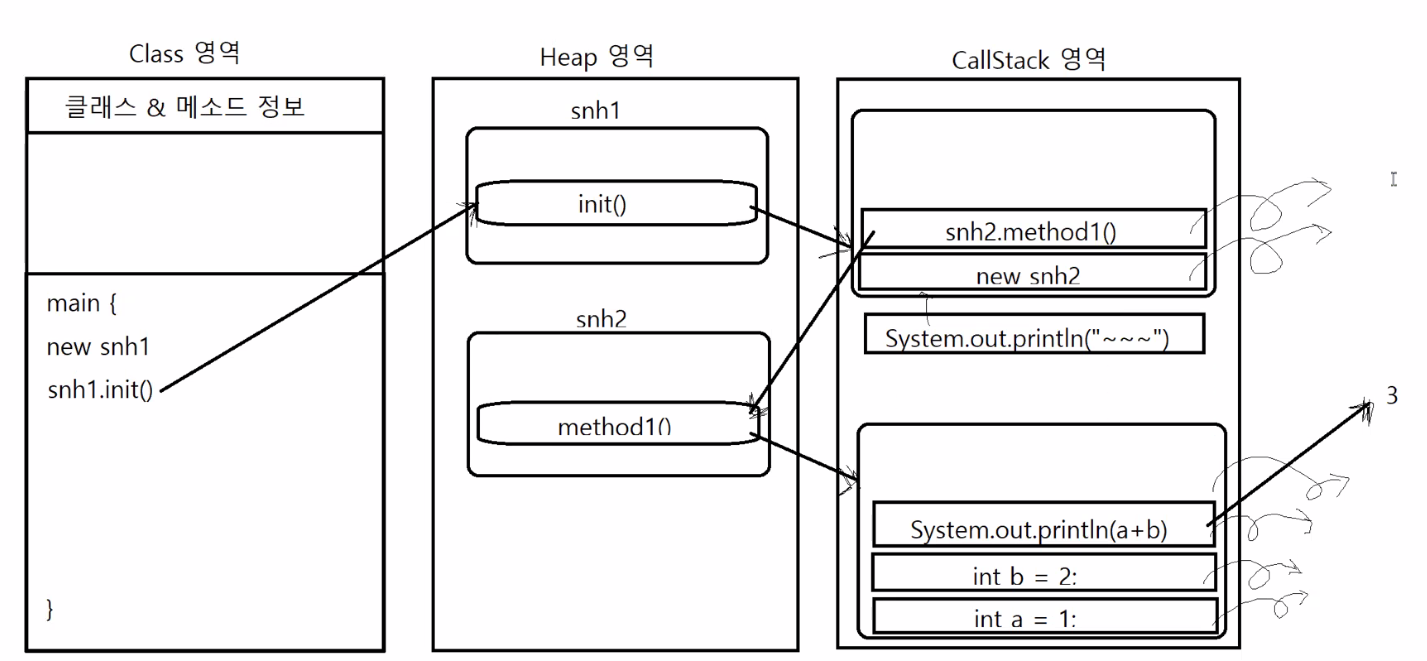 Class 영역
클래스 & 메소드 정보
main {
new snh1
snh1.init()
}
Heap 영역
snh1
init()
snh2
method1()
CallStack 영역
snh2.method1()
new snh2
System.out.println("~~~")
System.out.println(a+b)
int b = 2:
int a = 1:
3